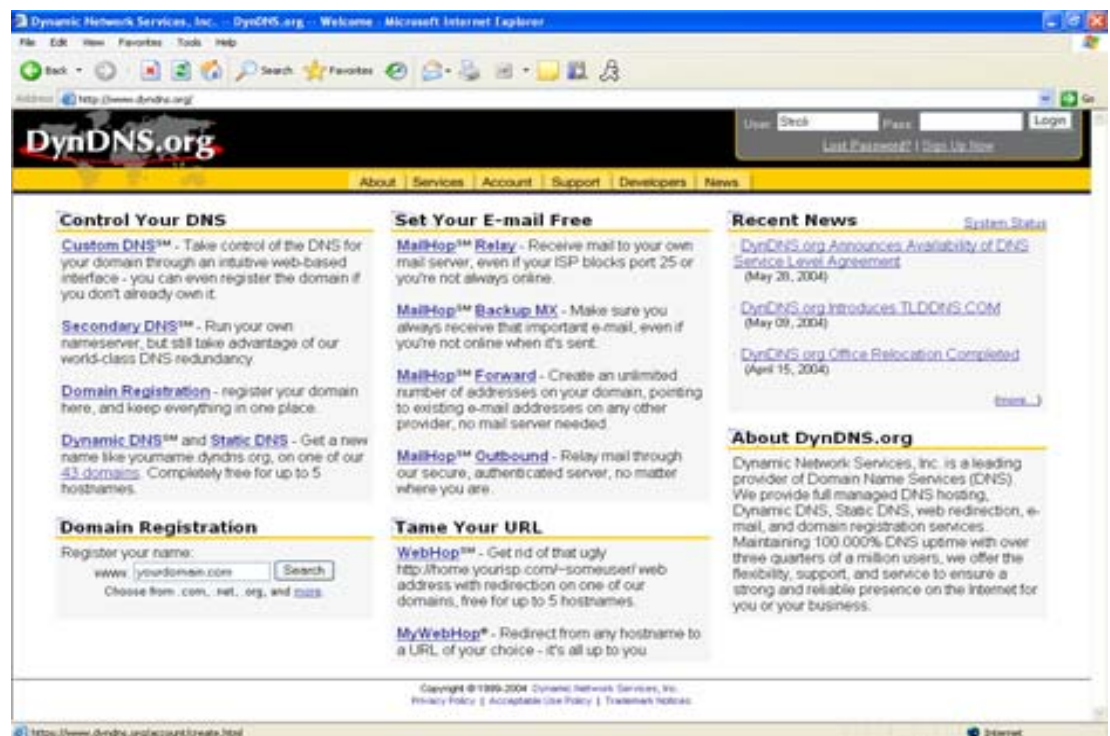 Dynamic Network Services, Inc. -- DynDNS.org -- Welcome - Microsoft Internet Explorer
File Edit View Favorites Tools Help
Back Search Favorites
Address http://www.dyndns.org/ Go
DynDNS.org
User: Stcoli Pass: Login
Lost Password? | Sign Up Now
About Services Account Support Developers News
Control Your DNS
Custom DNS℠ - Take control of the DNS for
your domain through an intuitive web-based
interface - you can even register the domain if
you don't already own it.
Secondary DNS℠ - Run your own
nameserver, but still take advantage of our
world-class DNS redundancy.
Domain Registration - register your domain
here, and keep everything in one place.
Dynamic DNS℠ and Static DNS - Get a new
name like yourname.dyndns.org, on one of our
43 domains. Completely free for up to 5
hostnames.
Domain Registration
Register your name:
www. yourdomain.com Search
Choose from .com, .net, .org, and more.
Set Your E-mail Free
MailHop℠ Relay - Receive mail to your own
mail server, even if your ISP blocks port 25 or
you're not always online.
MailHop℠ Backup MX - Make sure you
always receive that important e-mail, even if
you're not online when it's sent.
MailHop℠ Forward - Create an unlimited
number of addresses on your domain, pointing
to existing e-mail addresses on any other
provider, no mail server needed.
MailHop℠ Outbound - Relay mail through
our secure, authenticated server, no matter
where you are.
Tame Your URL
WebHop℠ - Get rid of that ugly
http://home.yourisp.com/~someuser/ web
address with redirection on one of our
domains, free for up to 5 hostnames.
MyWebHop® - Redirect from any hostname to
a URL of your choice - it's all up to you
Recent News System Status
DynDNS.org Announces Availability of DNS
Service Level Agreement
(May 28, 2004)
DynDNS.org Introduces TLDDNS.COM
(May 09, 2004)
DynDNS.org Office Relocation Completed
(April 15, 2004)
(more...)
About DynDNS.org
Dynamic Network Services, Inc. is a leading
provider of Domain Name Services (DNS).
We provide full managed DNS hosting,
Dynamic DNS, Static DNS, web redirection, e-
mail, and domain registration services.
Maintaining 100.000% DNS uptime with over
three quarters of a million users, we offer the
flexibility, support, and service to ensure a
strong and reliable presence on the Internet for
you or your business.
Copyright © 1999-2004 Dynamic Network Services, Inc.
Privacy Policy | Acceptable Use Policy | Trademark Notices
https://www.dyndns.org/account/create.html Internet